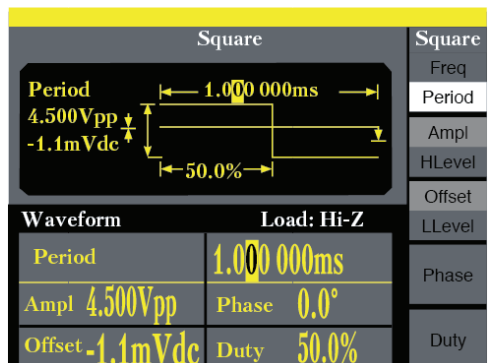 Square
Square
Freq
Period
Ampl
HLevel
Offset
LLevel
Phase
Duty
Period
1.000 000ms
4.500Vpp
-1.1mVdc
50.0%
Waveform
Load: Hi-Z
Period
1.000 000ms
Ampl 4.500Vpp
Phase 0.0°
Offset -1.1mVdc
Duty 50.0%